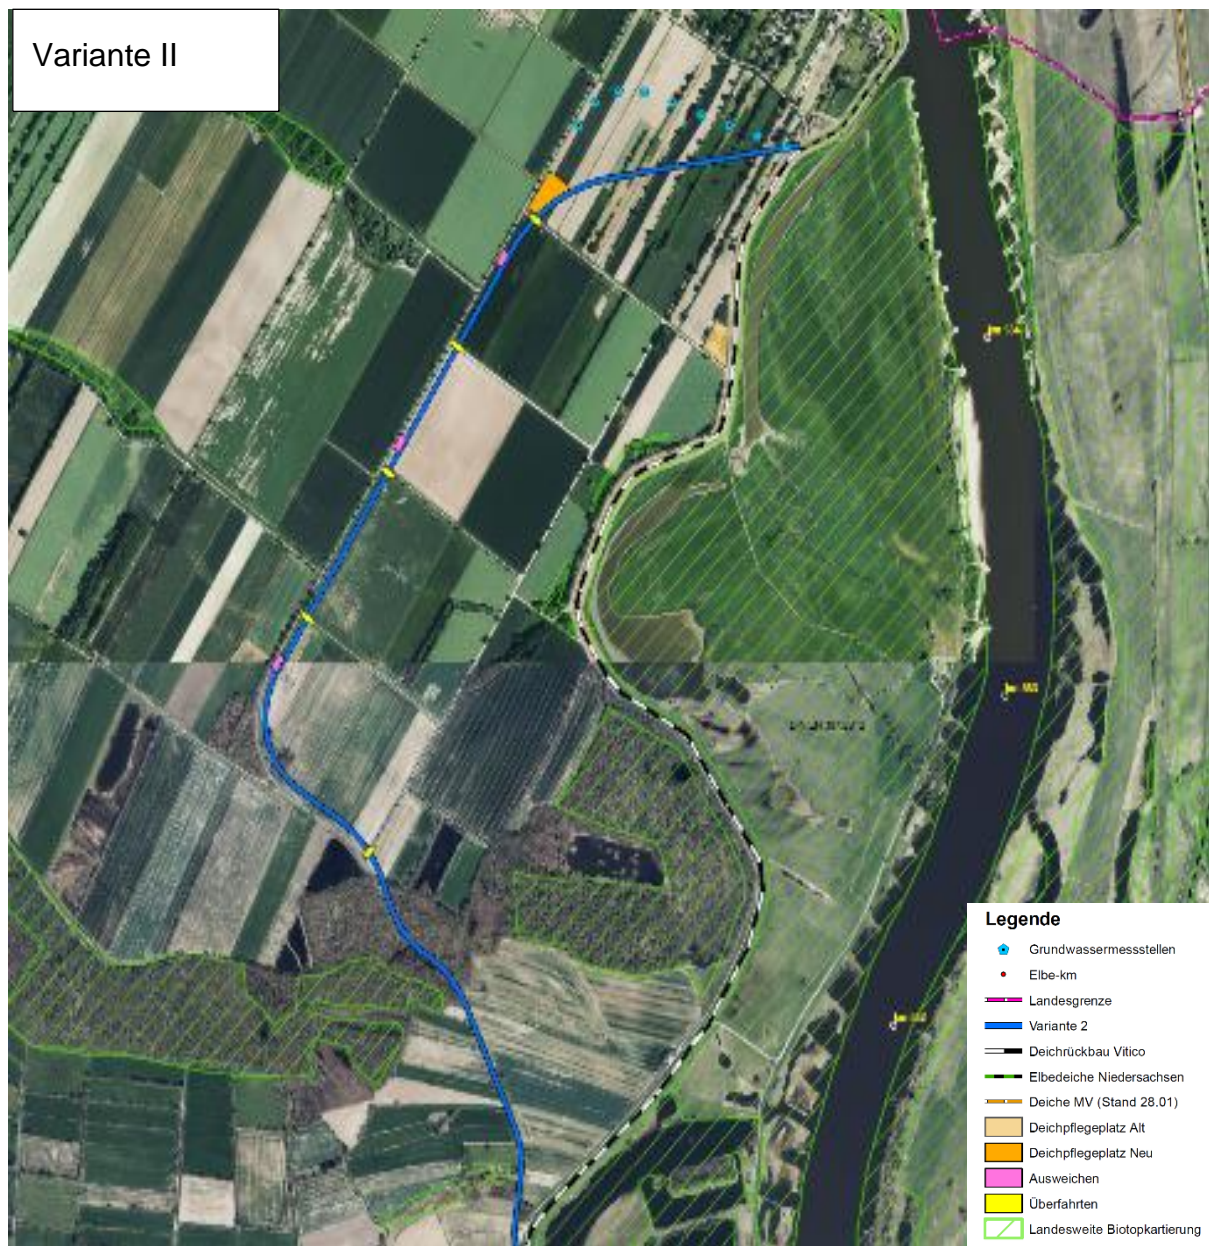 Variante II
Legende
Grundwassermessstellen
Elbe-km
Landesgrenze
Variante 2
Deichrückbau Vitico
Elbedeiche Niedersachsen
Deiche MV (Stand 28.01)
Deichpflegeplatz Alt
Deichpflegeplatz Neu
Ausweichen
Überfahrten
Landesweite Biotopkartierung